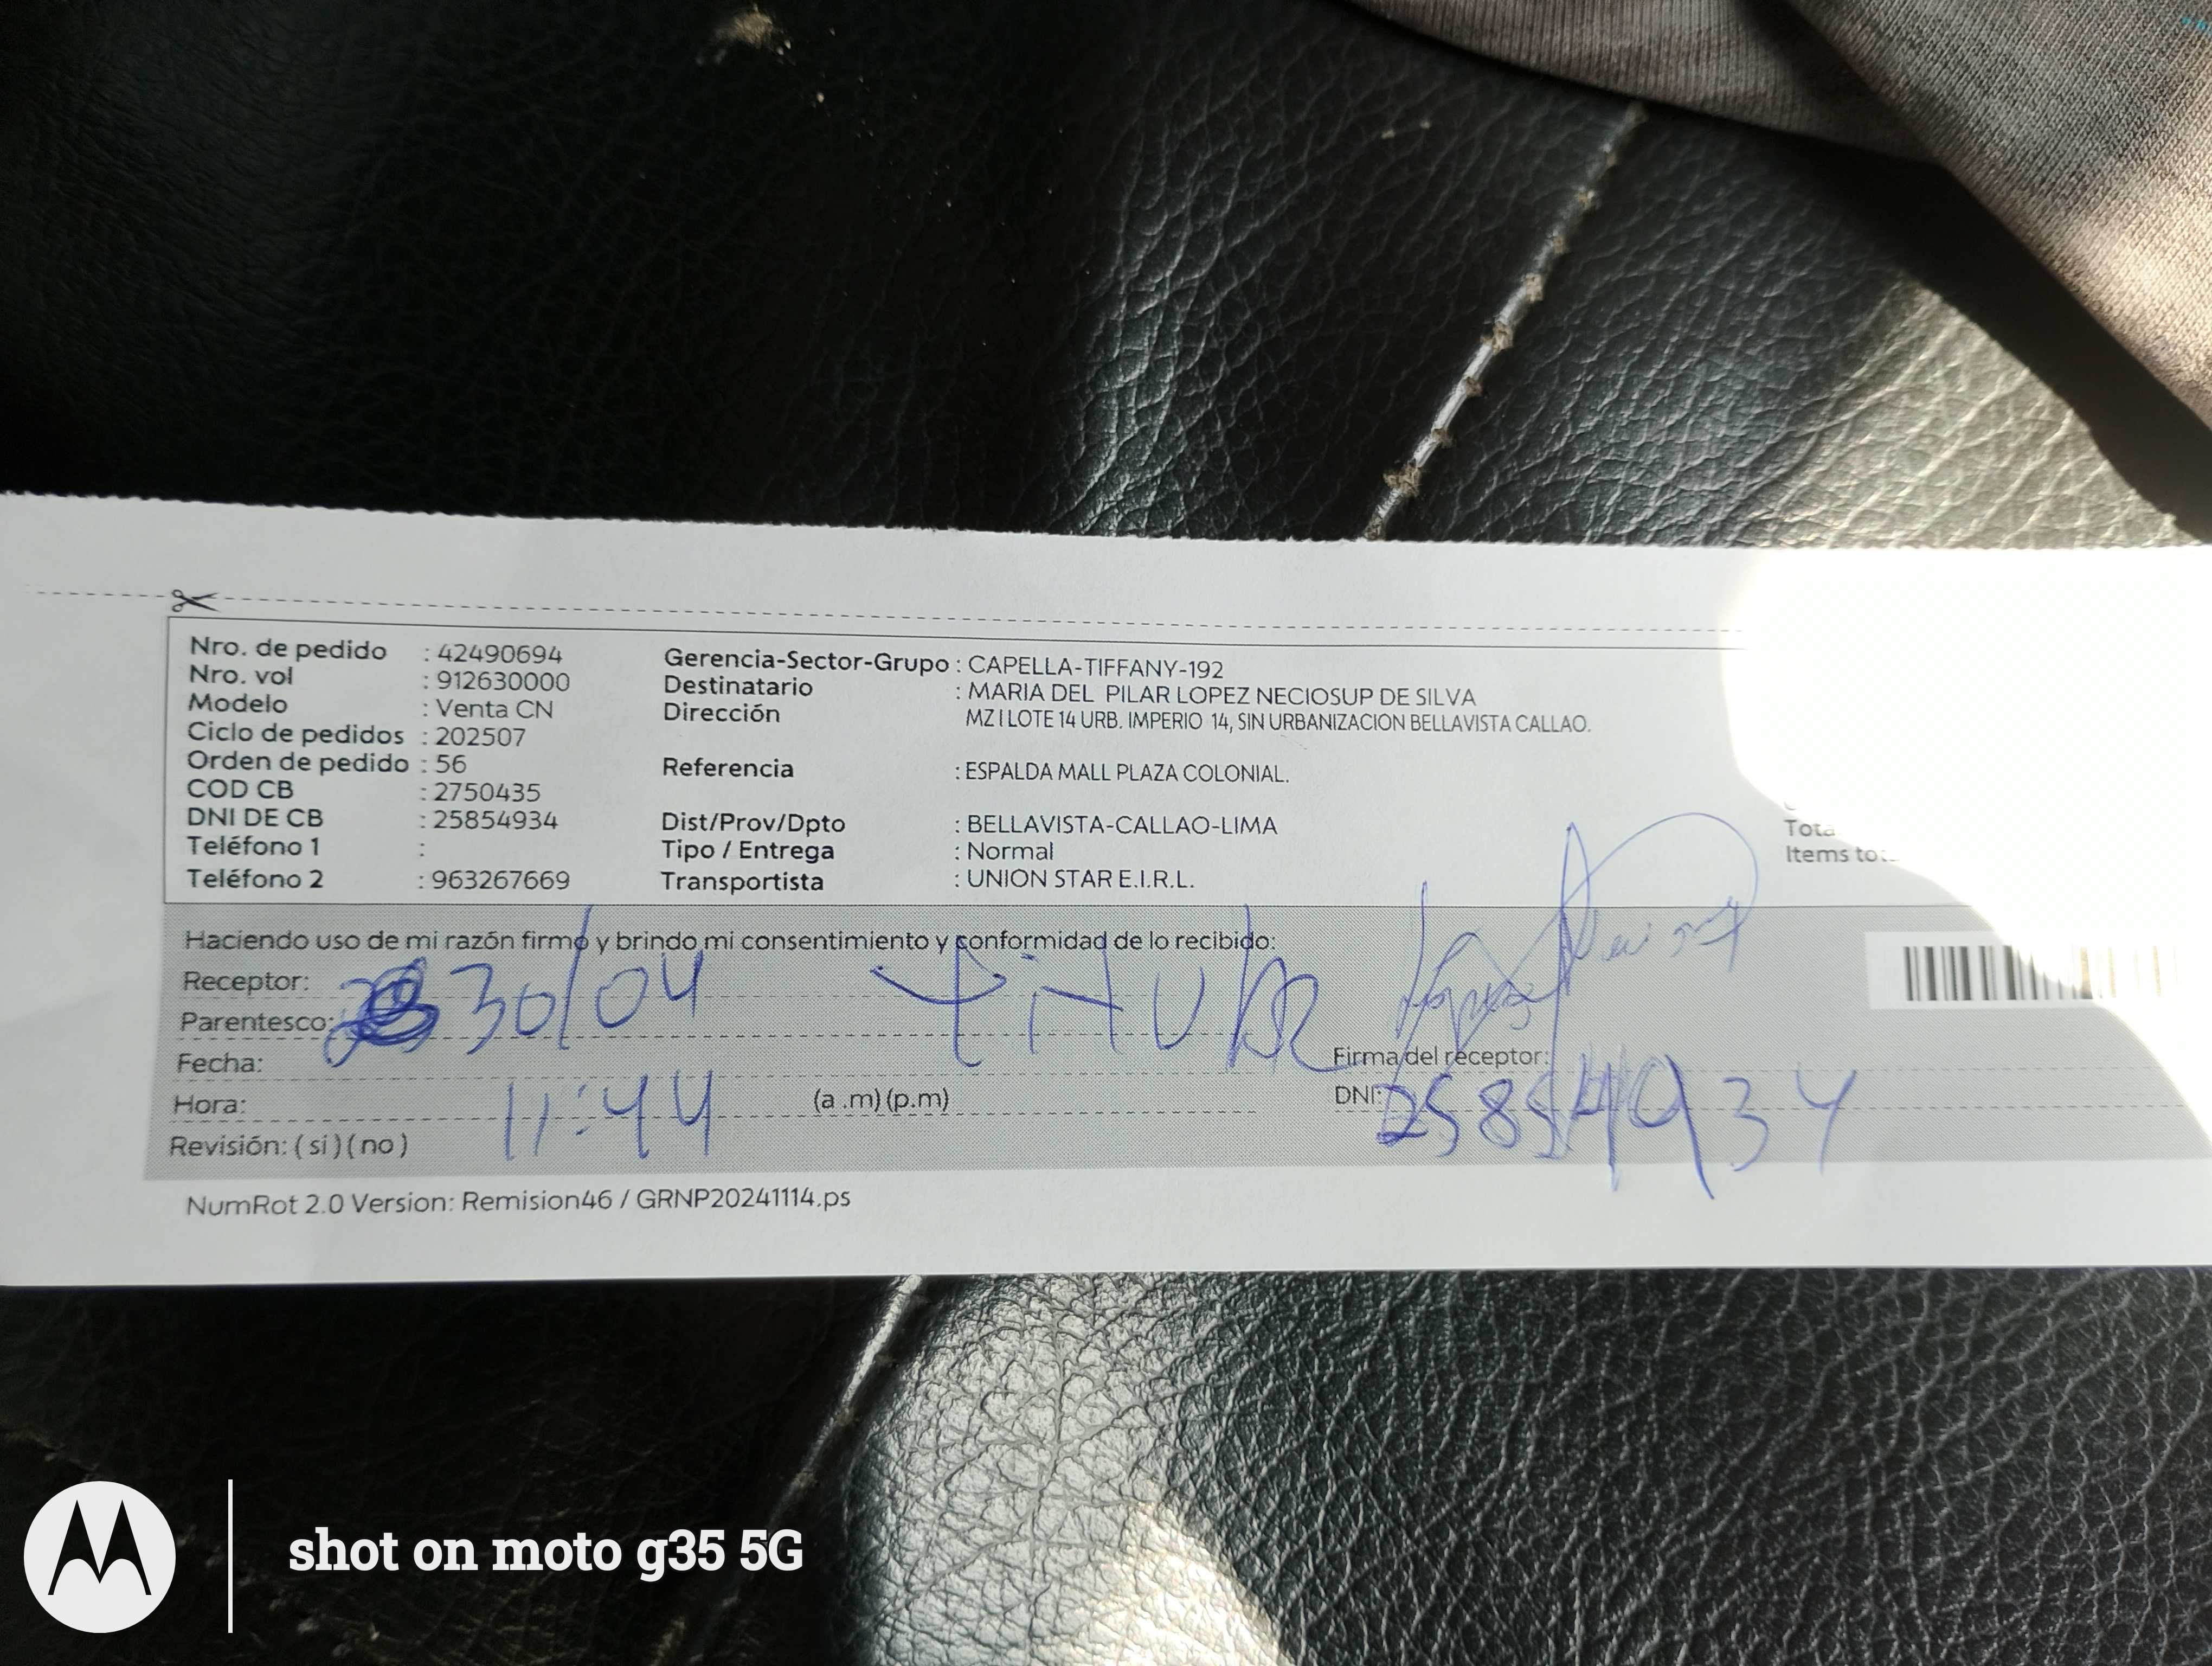 Nro. de pedido : 42490694
Nro. vol : 912630000
Modelo : Venta CN
Ciclo de pedidos : 202507
Orden de pedido : 56
COD CB : 2750435
DNI DE CB : 25854934
Teléfono 1 :
Teléfono 2 : 963267669
Gerencia-Sector-Grupo : CAPELLA-TIFFANY-192
Destinatario : MARIA DEL PILAR LOPEZ NECIOSUP DE SILVA
Dirección MZ I LOTE 14 URB. IMPERIO 14, SIN URBANIZACION BELLAVISTA CALLAO.
Referencia : ESPALDA MALL PLAZA COLONIAL.
Dist/Prov/Dpto : BELLAVISTA-CALLAO-LIMA
Tipo / Entrega : Normal
Transportista : UNION STAR E.I.R.L.
Items
Haciendo uso de mi razón firmo y brindo mi consentimiento y conformidad de lo recibido:
Receptor:
Parentesco: 30/04 Titular
Fecha:
Hora: 11:44 (a .m) (p.m)
Revisión: ( si ) ( no )
Firma del receptor:
DNI: 25854934
NumRot 2.0 Version: Remision46 / GRNP20241114.ps
shot on moto g35 5G